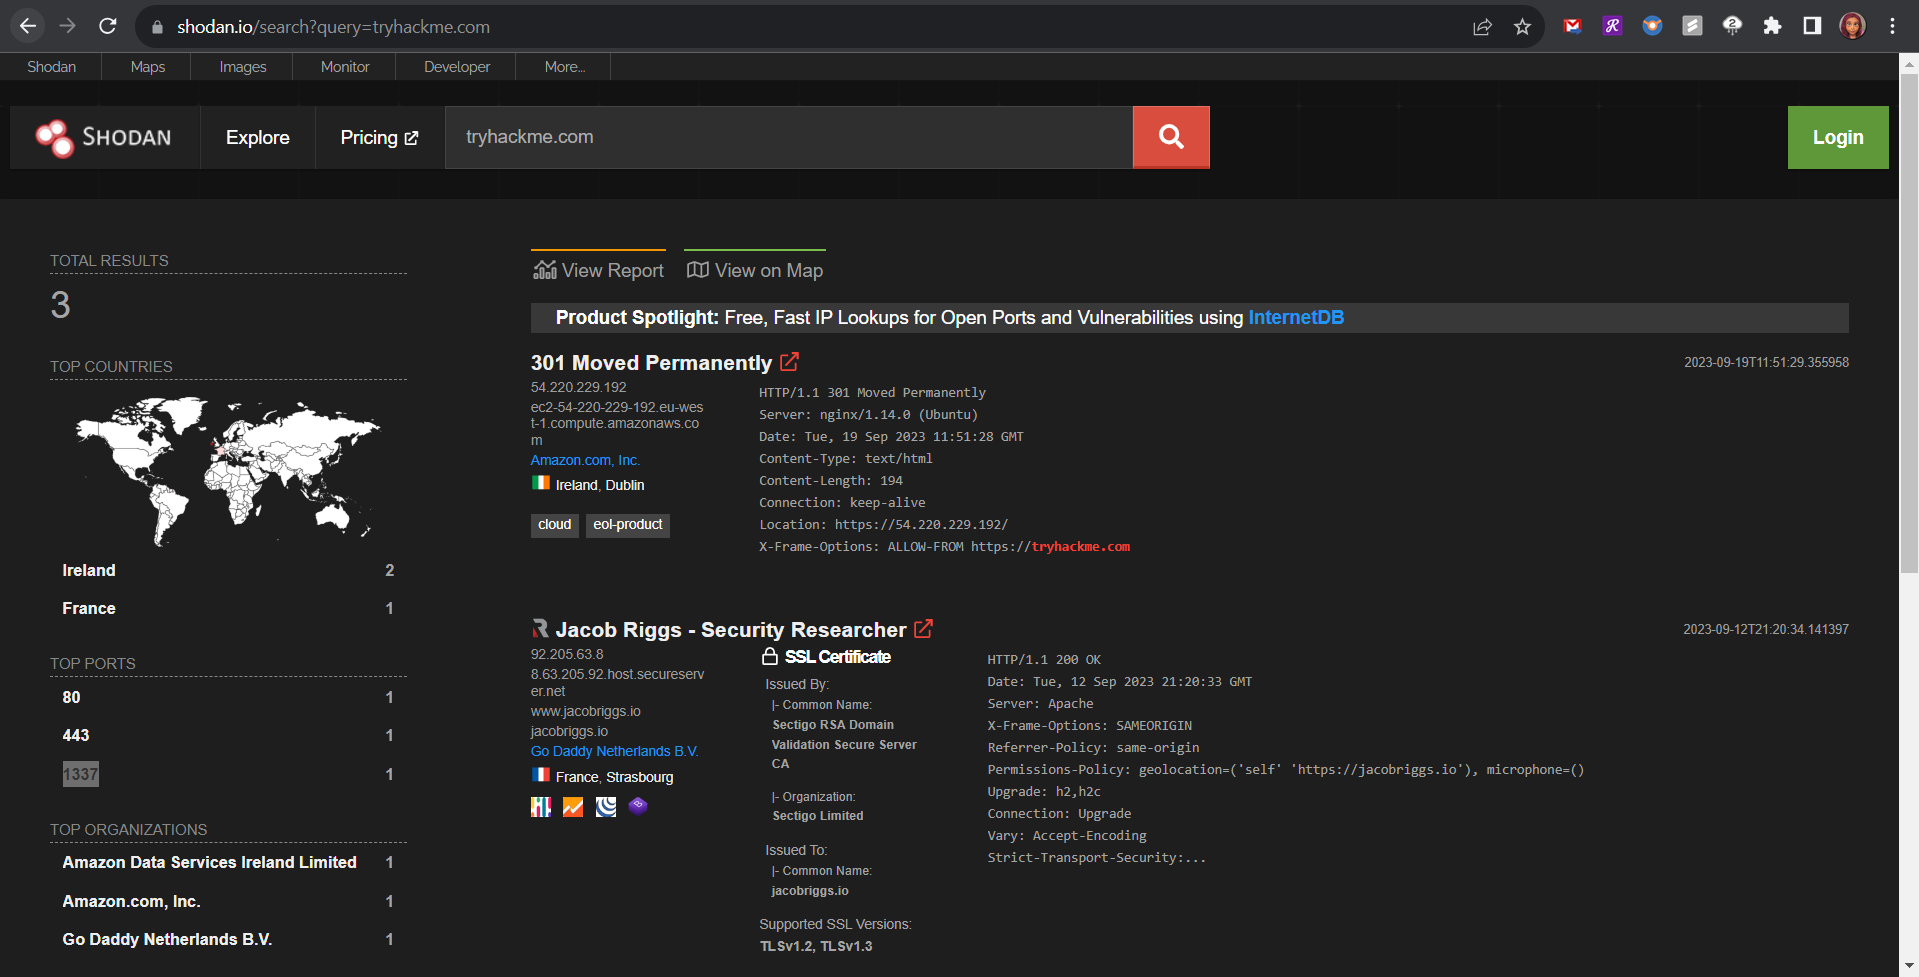 shodan.io/search?query=tryhackme.com
Shodan
Maps
Images
Monitor
Developer
More...
SHODAN
Explore
Pricing
tryhackme.com
Login
TOTAL RESULTS
3
TOP COUNTRIES
Ireland 2
France 1
TOP PORTS
80 1
443 1
1337 1
TOP ORGANIZATIONS
Amazon Data Services Ireland Limited 1
Amazon.com, Inc. 1
Go Daddy Netherlands B.V. 1
View Report
View on Map
Product Spotlight: Free, Fast IP Lookups for Open Ports and Vulnerabilities using InternetDB
301 Moved Permanently
2023-09-19T11:51:29.355958
54.220.229.192
ec2-54-220-229-192.eu-wes
t-1.compute.amazonaws.co
m
Amazon.com, Inc.
Ireland, Dublin
cloud
eol-product
HTTP/1.1 301 Moved Permanently
Server: nginx/1.14.0 (Ubuntu)
Date: Tue, 19 Sep 2023 11:51:28 GMT
Content-Type: text/html
Content-Length: 194
Connection: keep-alive
Location: https://54.220.229.192/
X-Frame-Options: ALLOW-FROM https://tryhackme.com
Jacob Riggs - Security Researcher
2023-09-12T21:20:34.141397
92.205.63.8
8.63.205.92.host.secureserv
er.net
www.jacobriggs.io
jacobriggs.io
Go Daddy Netherlands B.V.
France, Strasbourg
SSL Certificate
Issued By:
|- Common Name:
Sectigo RSA Domain
Validation Secure Server
CA
|- Organization:
Sectigo Limited
Issued To:
|- Common Name:
jacobriggs.io
Supported SSL Versions:
TLSv1.2, TLSv1.3
HTTP/1.1 200 OK
Date: Tue, 12 Sep 2023 21:20:33 GMT
Server: Apache
X-Frame-Options: SAMEORIGIN
Referrer-Policy: same-origin
Permissions-Policy: geolocation=('self' 'https://jacobriggs.io'), microphone=()
Upgrade: h2,h2c
Connection: Upgrade
Vary: Accept-Encoding
Strict-Transport-Security:...